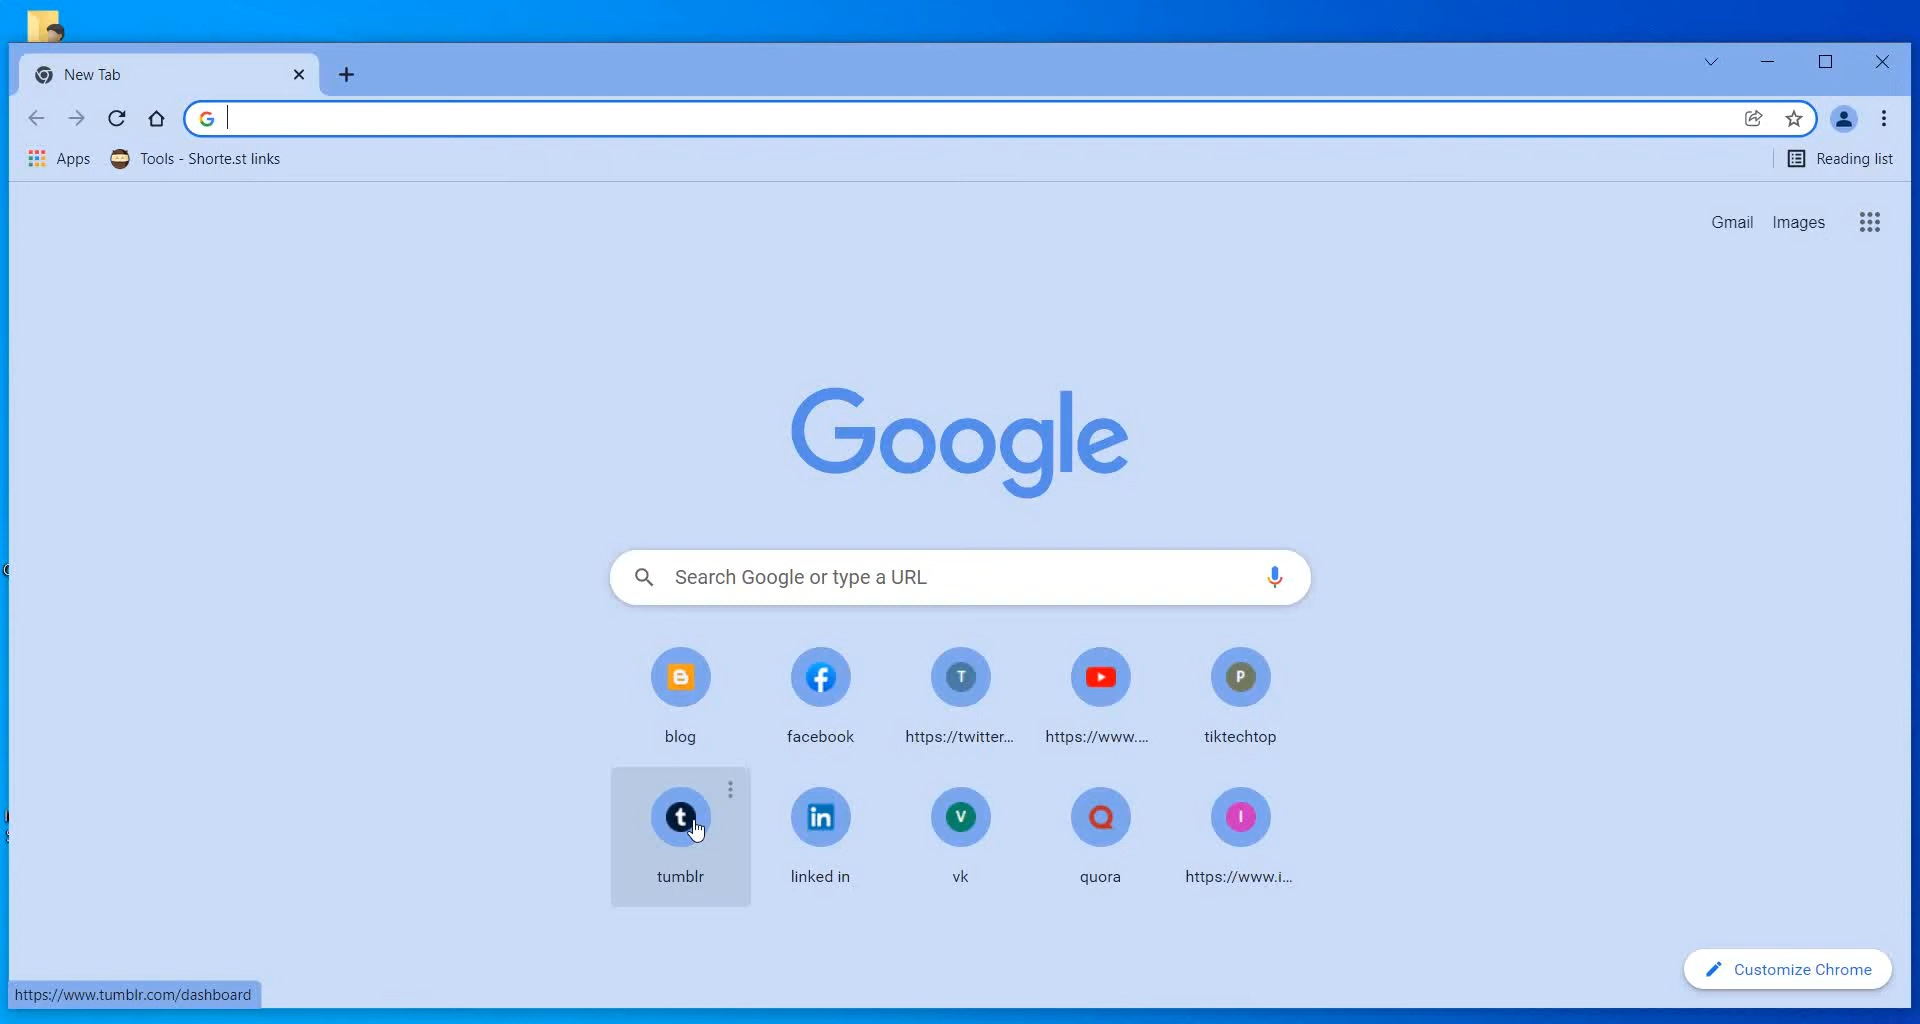 New Tab
Apps
Tools - Shorte.st links
Reading list
Gmail
Images
Google
Search Google or type a URL
blog
facebook
https://twitter...
https://www....
tiktechtop
tumblr
linked in
vk
quora
https://www.i...
Customize Chrome
https://www.tumblr.com/dashboard